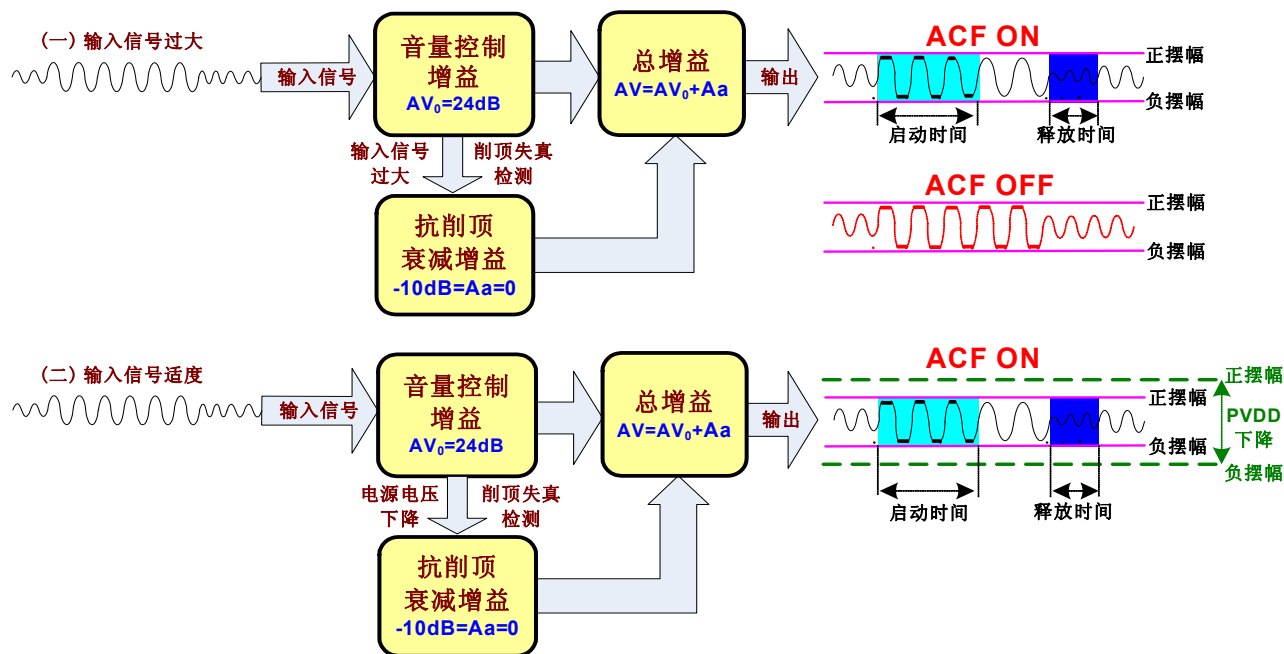 (一) 输入信号过大
输入信号
音量控制
增益
AV₀=24dB
总增益
AV=AV₀+Aa
输出
ACF ON
正摆幅
负摆幅
启动时间
释放时间
输入信号
过大
削顶失真
检测
抗削顶
衰减增益
-10dB=Aa=0
ACF OFF
正摆幅
负摆幅
(二) 输入信号适度
输入信号
音量控制
增益
AV₀=24dB
总增益
AV=AV₀+Aa
输出
ACF ON
正摆幅
正摆幅
PVDD
下降
负摆幅
负摆幅
启动时间
释放时间
电源电压
下降
削顶失真
检测
抗削顶
衰减增益
-10dB=Aa=0